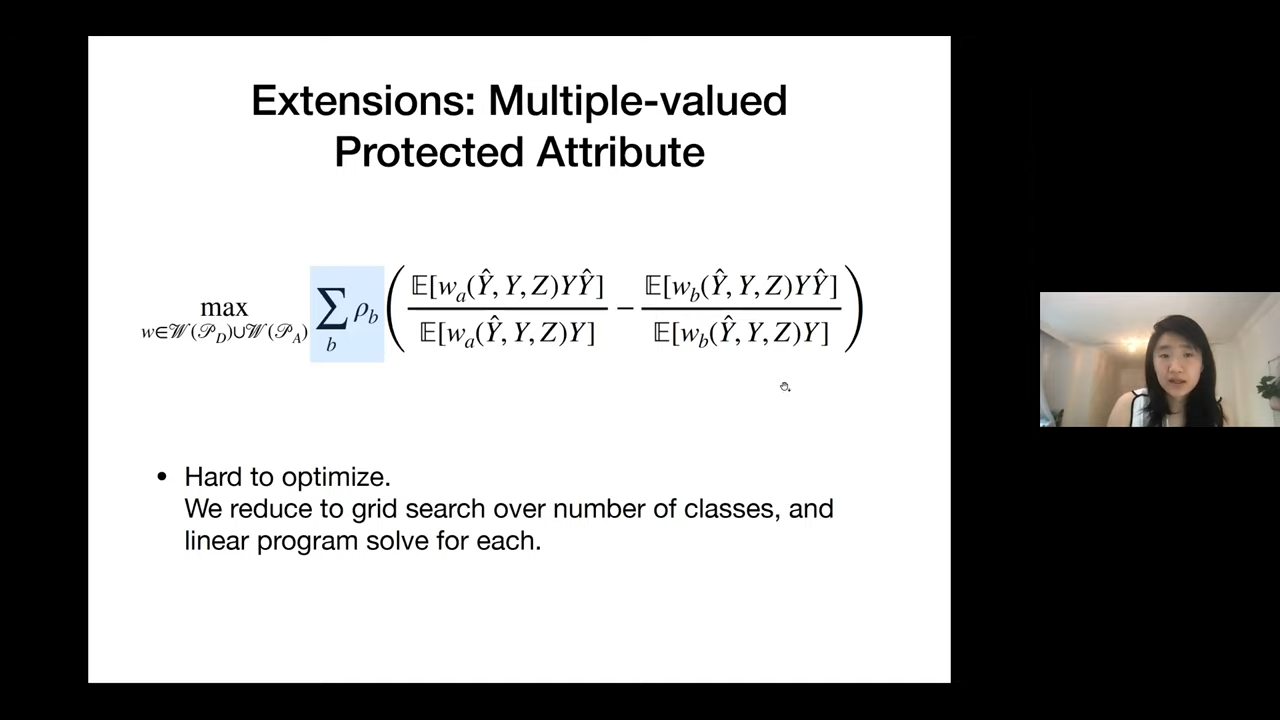 Extensions: Multiple-valued
Protected Attribute
max_{w∈𝒲(𝒫_D)∪𝒲(𝒫_A)} ∑_b ρ_b ( 𝔼[w_a(Ŷ, Y, Z)YŶ] / 𝔼[w_a(Ŷ, Y, Z)Y] − 𝔼[w_b(Ŷ, Y, Z)YŶ] / 𝔼[w_b(Ŷ, Y, Z)Y] )
• Hard to optimize.
We reduce to grid search over number of classes, and
linear program solve for each.